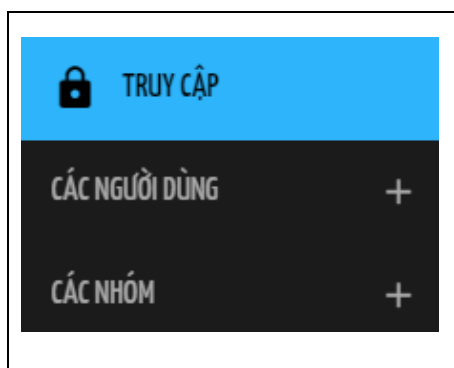 TRUY CẬP
CÁC NGƯỜI DÙNG +
CÁC NHÓM +